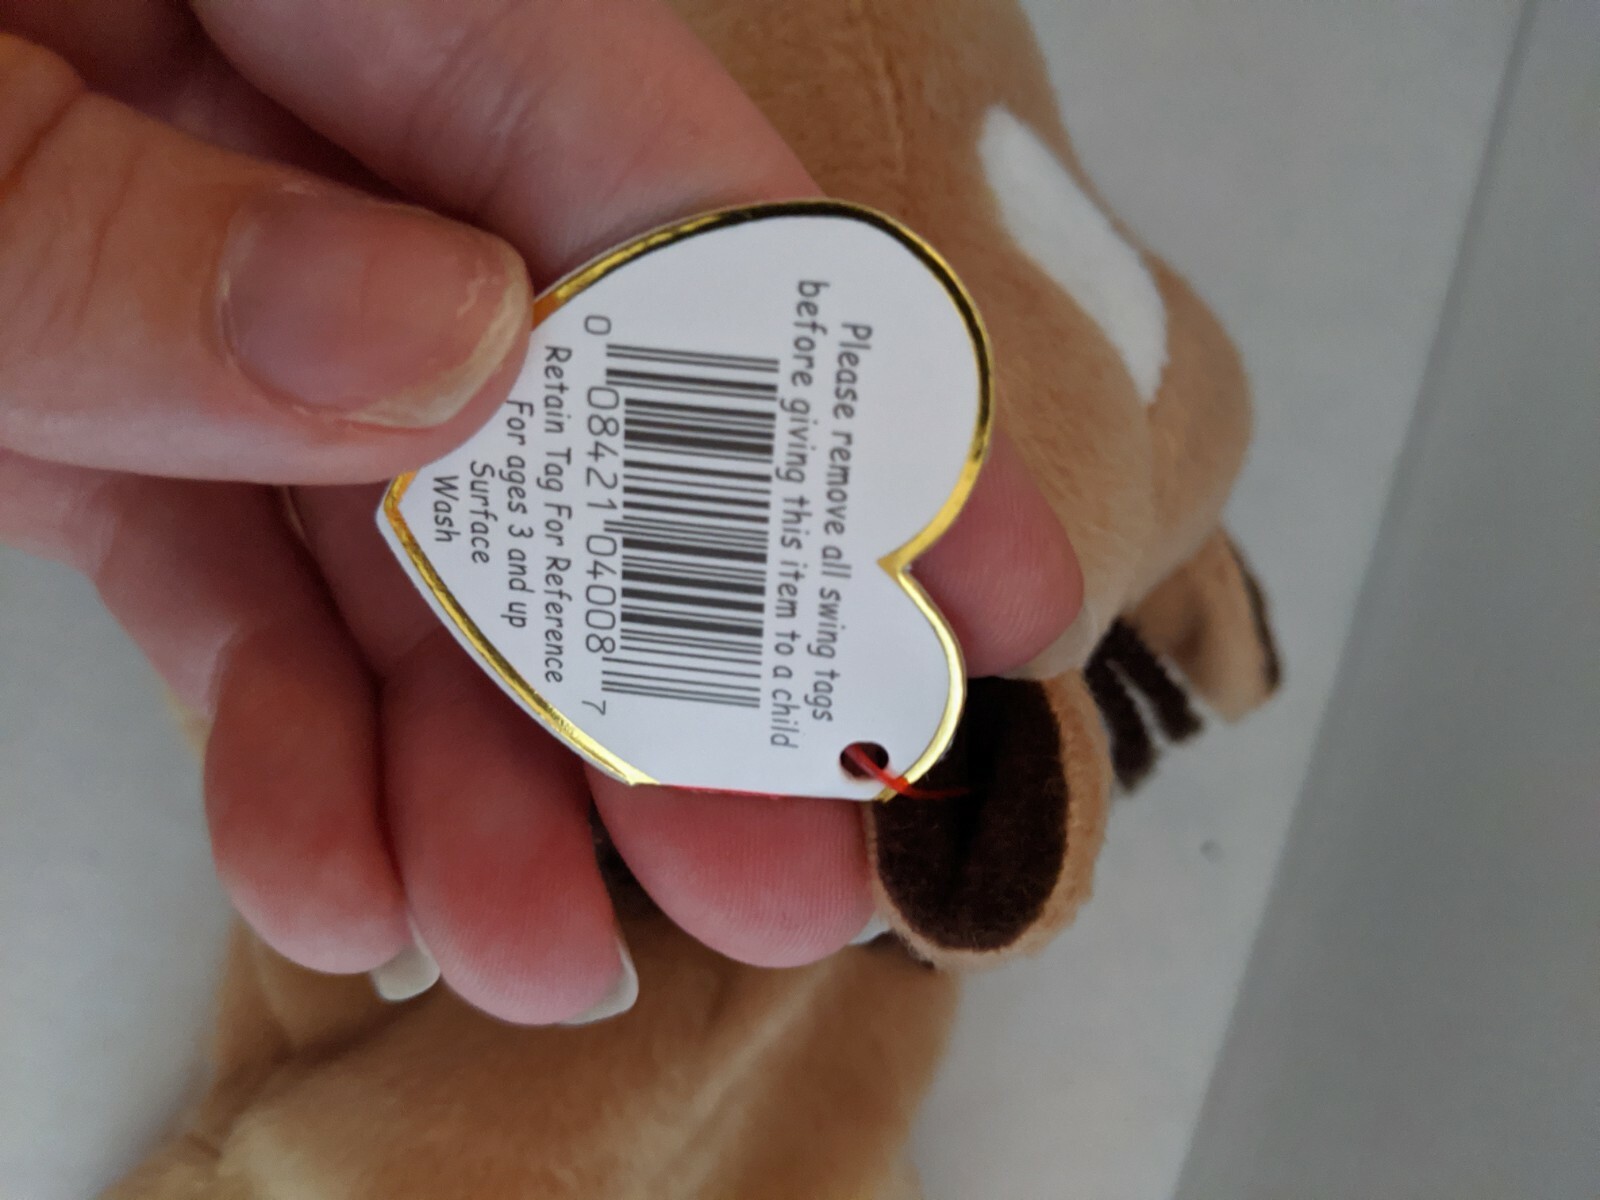 Please remove all swing tags
before giving this item to a child
0 08421 04008 7
Retain Tag For Reference
For ages 3 and up
Surface
Wash